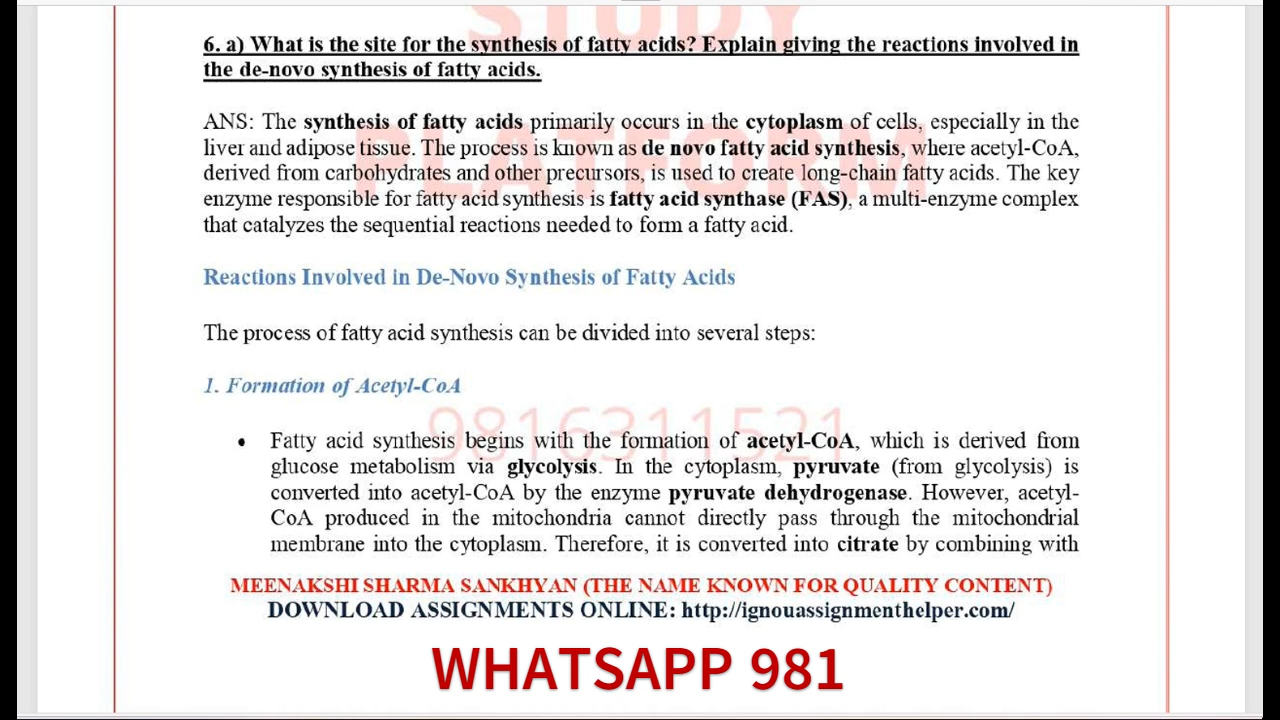 STUDY
6. a) What is the site for the synthesis of fatty acids? Explain giving the reactions involved in
the de-novo synthesis of fatty acids.
ANS: The synthesis of fatty acids primarily occurs in the cytoplasm of cells, especially in the
liver and adipose tissue. The process is known as de novo fatty acid synthesis, where acetyl-CoA,
PLATFORM
derived from carbohydrates and other precursors, is used to create long-chain fatty acids. The key
enzyme responsible for fatty acid synthesis is fatty acid synthase (FAS), a multi-enzyme complex
that catalyzes the sequential reactions needed to form a fatty acid.
Reactions Involved in De-Novo Synthesis of Fatty Acids
The process of fatty acid synthesis can be divided into several steps:
1. Formation of Acetyl-CoA
9816311521
• Fatty acid synthesis begins with the formation of acetyl-CoA, which is derived from
glucose metabolism via glycolysis. In the cytoplasm, pyruvate (from glycolysis) is
converted into acetyl-CoA by the enzyme pyruvate dehydrogenase. However, acetyl-
CoA produced in the mitochondria cannot directly pass through the mitochondrial
membrane into the cytoplasm. Therefore, it is converted into citrate by combining with
MEENAKSHI SHARMA SANKHYAN (THE NAME KNOWN FOR QUALITY CONTENT)
DOWNLOAD ASSIGNMENTS ONLINE: http://ignouassignmenthelper.com/
WHATSAPP 981